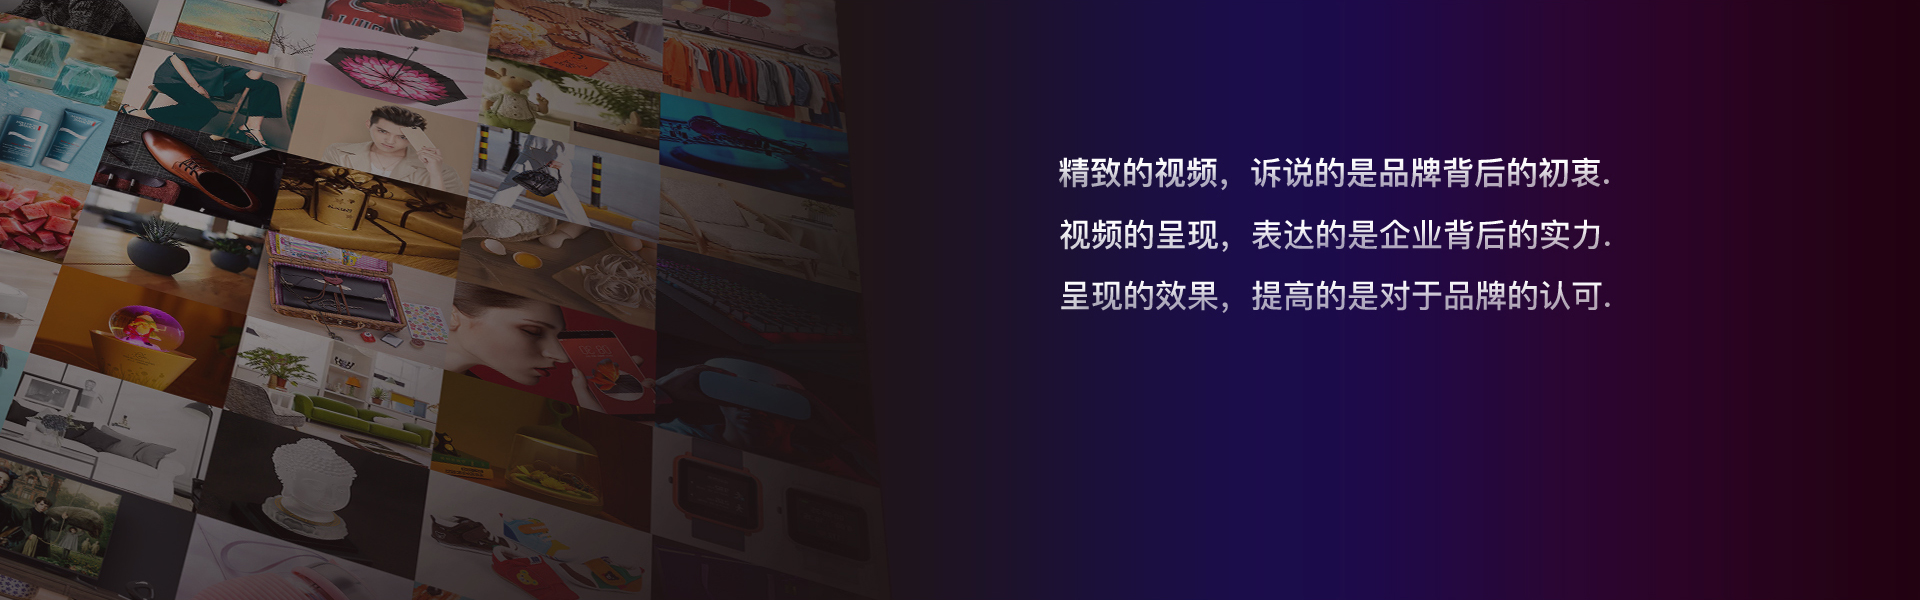 精致的视频，诉说的是品牌背后的初衷.
视频的呈现，表达的是企业背后的实力.
呈现的效果，提高的是对于品牌的认可.